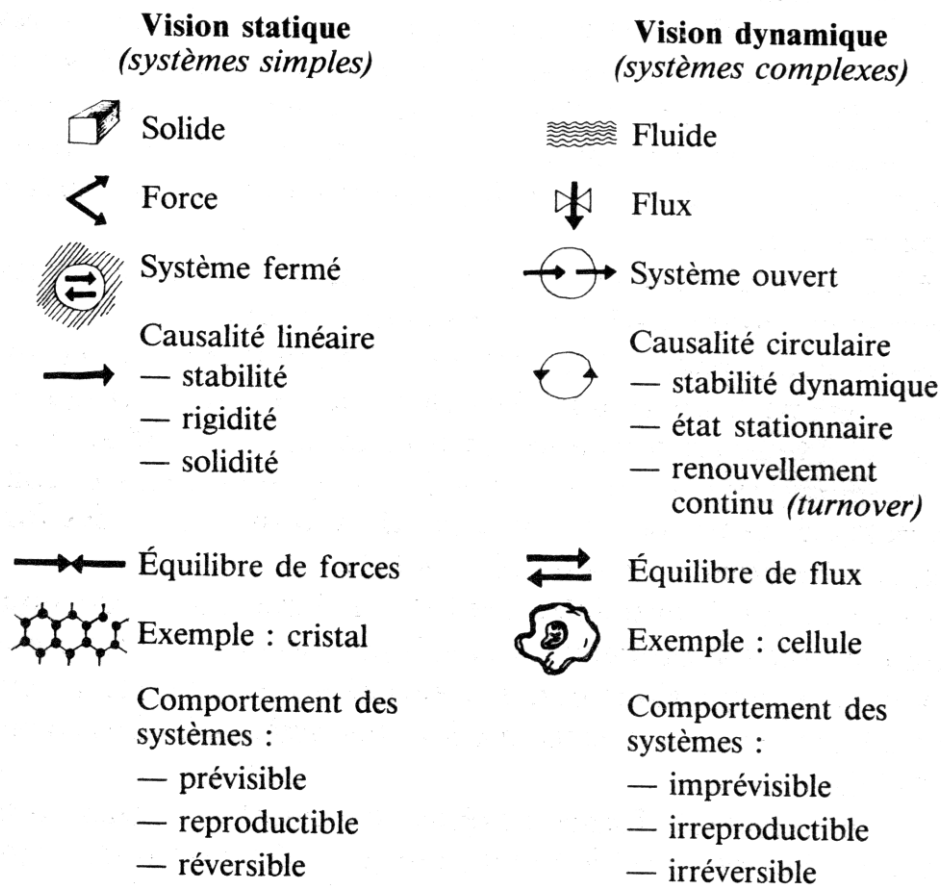 Vision statique
(systèmes simples)
Solide
Force
Système fermé
Causalité linéaire
— stabilité
— rigidité
— solidité
Équilibre de forces
Exemple : cristal
Comportement des
systèmes :
— prévisible
— reproductible
— réversible
Vision dynamique
(systèmes complexes)
Fluide
Flux
Système ouvert
Causalité circulaire
— stabilité dynamique
— état stationnaire
— renouvellement
continu (turnover)
Équilibre de flux
Exemple : cellule
Comportement des
systèmes :
— imprévisible
— irreproductible
— irréversible